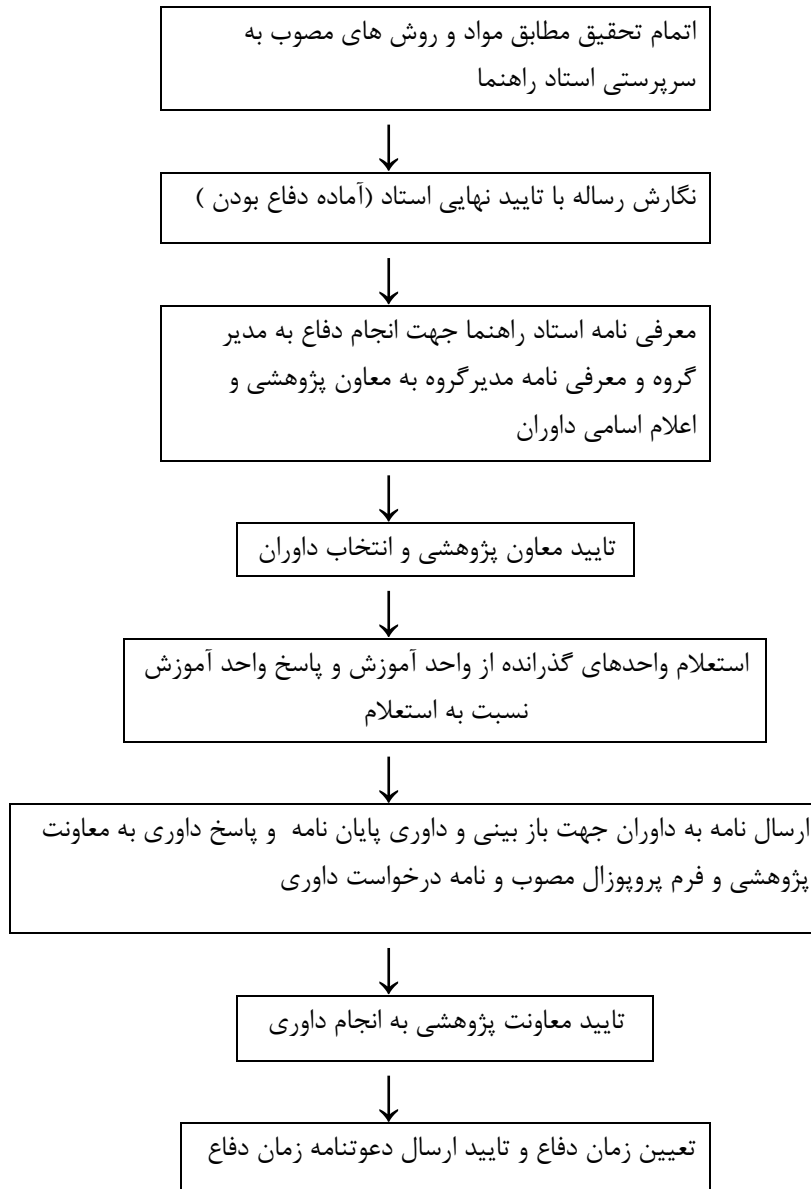 اتمام تحقیق مطابق مواد و روش های مصوب به
سرپرستی استاد راهنما
نگارش رساله با تایید نهایی استاد (آماده دفاع بودن )
معرفی نامه استاد راهنما جهت انجام دفاع به مدیر
گروه و معرفی نامه مدیرگروه به معاون پژوهشی و
اعلام اسامی داوران
تایید معاون پژوهشی و انتخاب داوران
استعلام واحدهای گذرانده از واحد آموزش و پاسخ واحد آموزش
نسبت به استعلام
ارسال نامه به داوران جهت باز بینی و داوری پایان نامه و پاسخ داوری به معاونت
پژوهشی و فرم پروپوزال مصوب و نامه درخواست داوری
تایید معاونت پژوهشی به انجام داوری
تعیین زمان دفاع و تایید ارسال دعوتنامه زمان دفاع